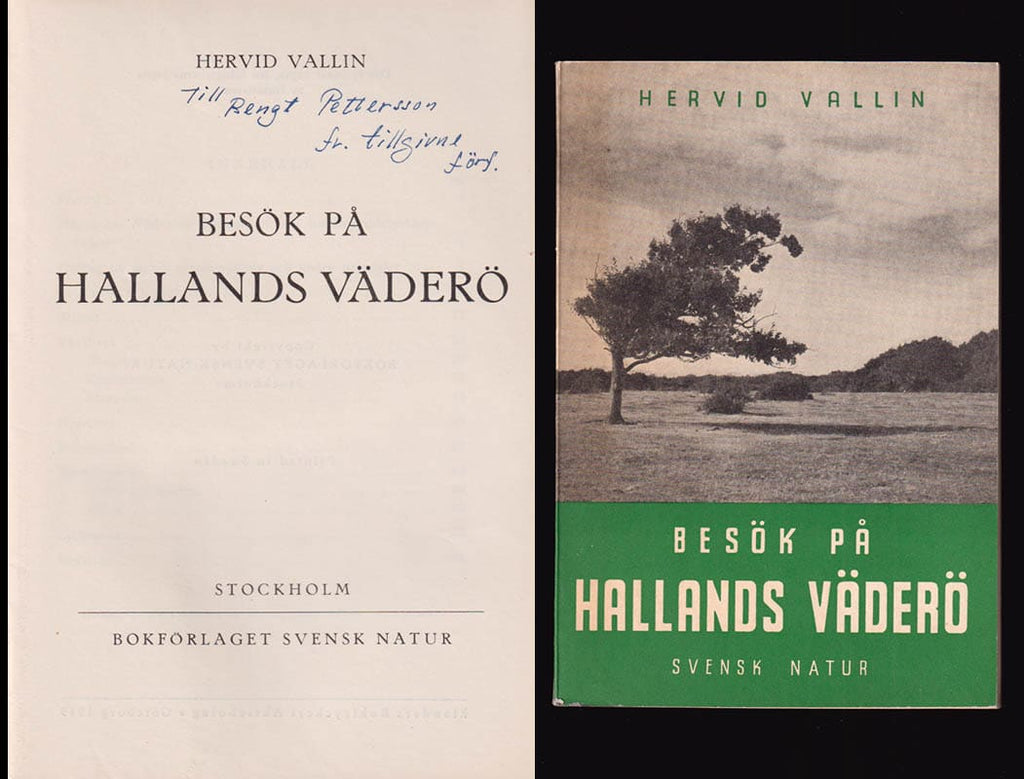 HERVID VALLIN
Till
Bengt Pettersson
fr. tillgivne
förf.
BESÖK PÅ
HALLANDS VÄDERÖ
STOCKHOLM
BOKFÖRLAGET SVENSK NATUR
HERVID VALLIN
BESÖK PÅ
HALLANDS VÄDERÖ
SVENSK NATUR